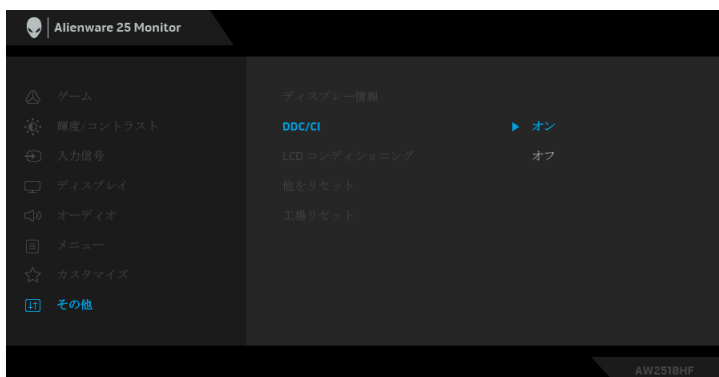 Alienware 25 Monitor
ゲーム
輝度/コントラスト
入力信号
ディスプレイ
オーディオ
メニュー
カスタマイズ
その他
ディスプレー情報
DDC/CI オン
LCD コンディショニング オフ
他をリセット
工場リセット
AW2518HF